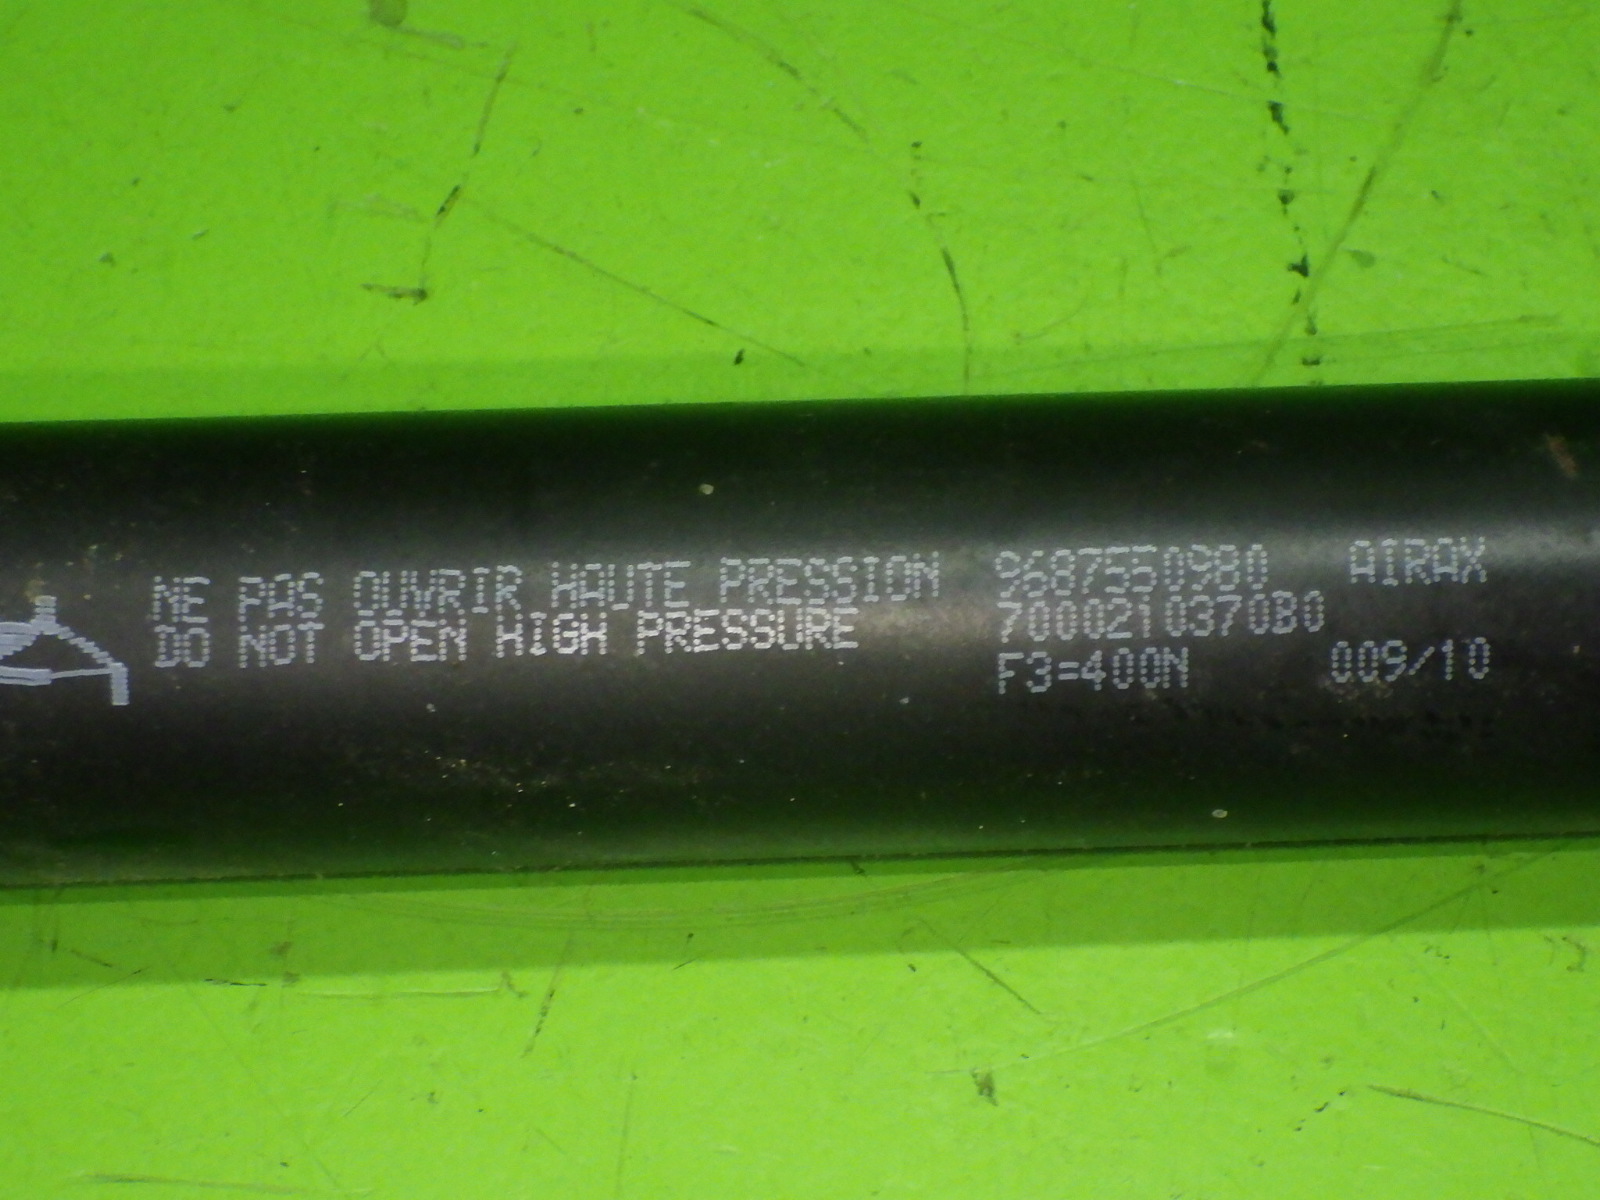 NE PAS OUVRIR HAUTE PRESSION 9687550980 AIRAX
DO NOT OPEN HIGH PRESSURE 7000210370B0
F3=400N 009/10